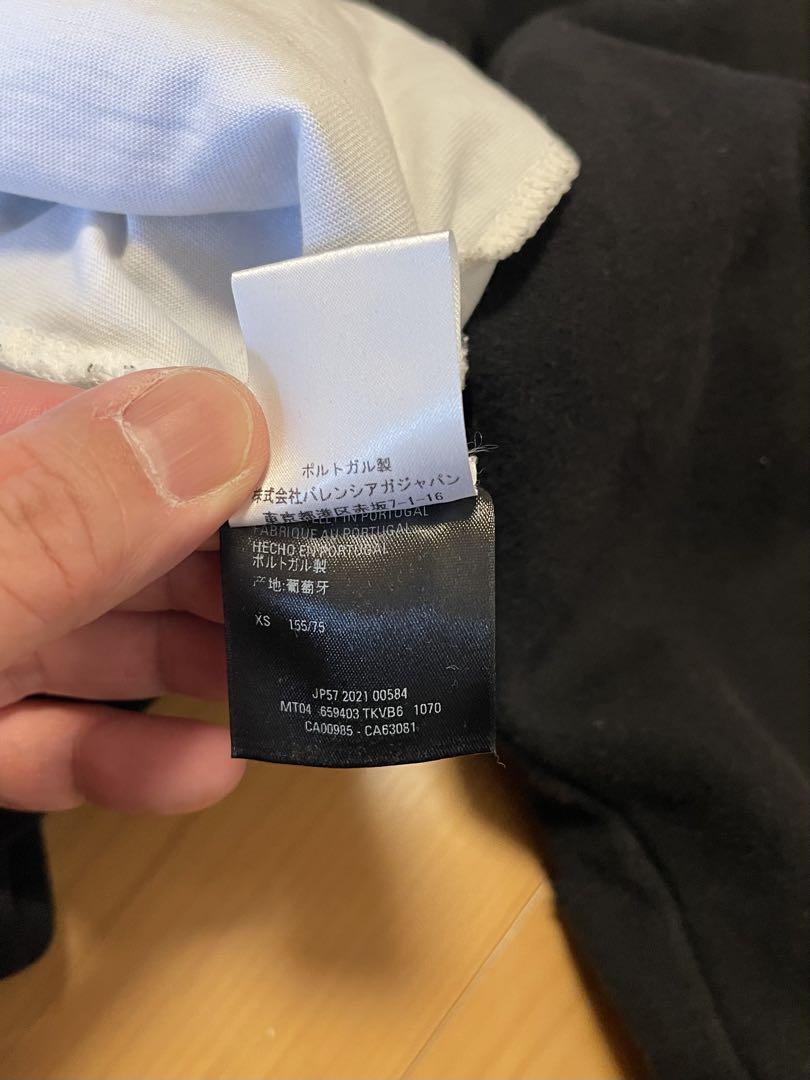 ポルトガル製
株式会社バレンシアガジャパン
東京都港区赤坂7-1-16
IN PORTUGAL
FABRIQUE AU PORTUGAL
HECHO EN PORTUGAL
ポルトガル製
产地:葡萄牙
XS 155/75
JP57 2021 00584
MT04 659403 TKVB6 1070
CA00985 - CA63081